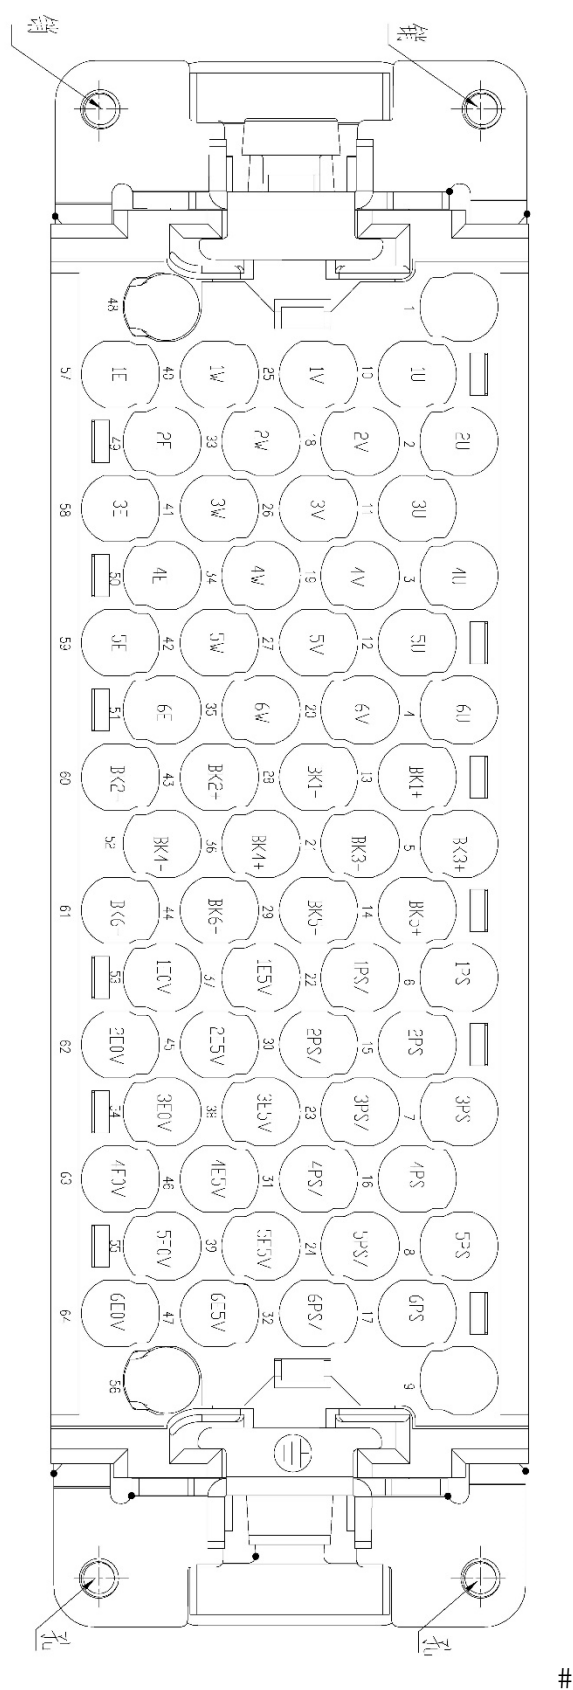 销 销
48 1
57 1E 40 1W 25 1V 10 1U
49 2E 33 2W 18 2V 2 2U
58 3E 41 3W 26 3V 11 3U
50 4E 34 4W 19 4V 3 4U
59 5E 42 5W 27 5V 12 5U
51 6E 35 6W 20 6V 4 6U
60 BK2- 43 BK2+ 28 BK1- 13 BK1+
52 BK4- 36 BK4+ 21 BK3- 5 BK3+
61 BK6- 44 BK6- 29 BK5- 14 BK5+
53 1E0V 37 1E5V 22 1PS/ 6 1PS
62 2E0V 45 2E5V 30 2PS/ 15 2PS
54 3E0V 38 3E5V 23 3PS/ 7 3PS
63 4E0V 46 4E5V 31 4PS/ 16 4PS
55 5E0V 39 5E5V 24 5PS/ 8 5PS
64 6E0V 47 6E5V 32 6PS/ 17 6PS
56 9
孔 孔
#